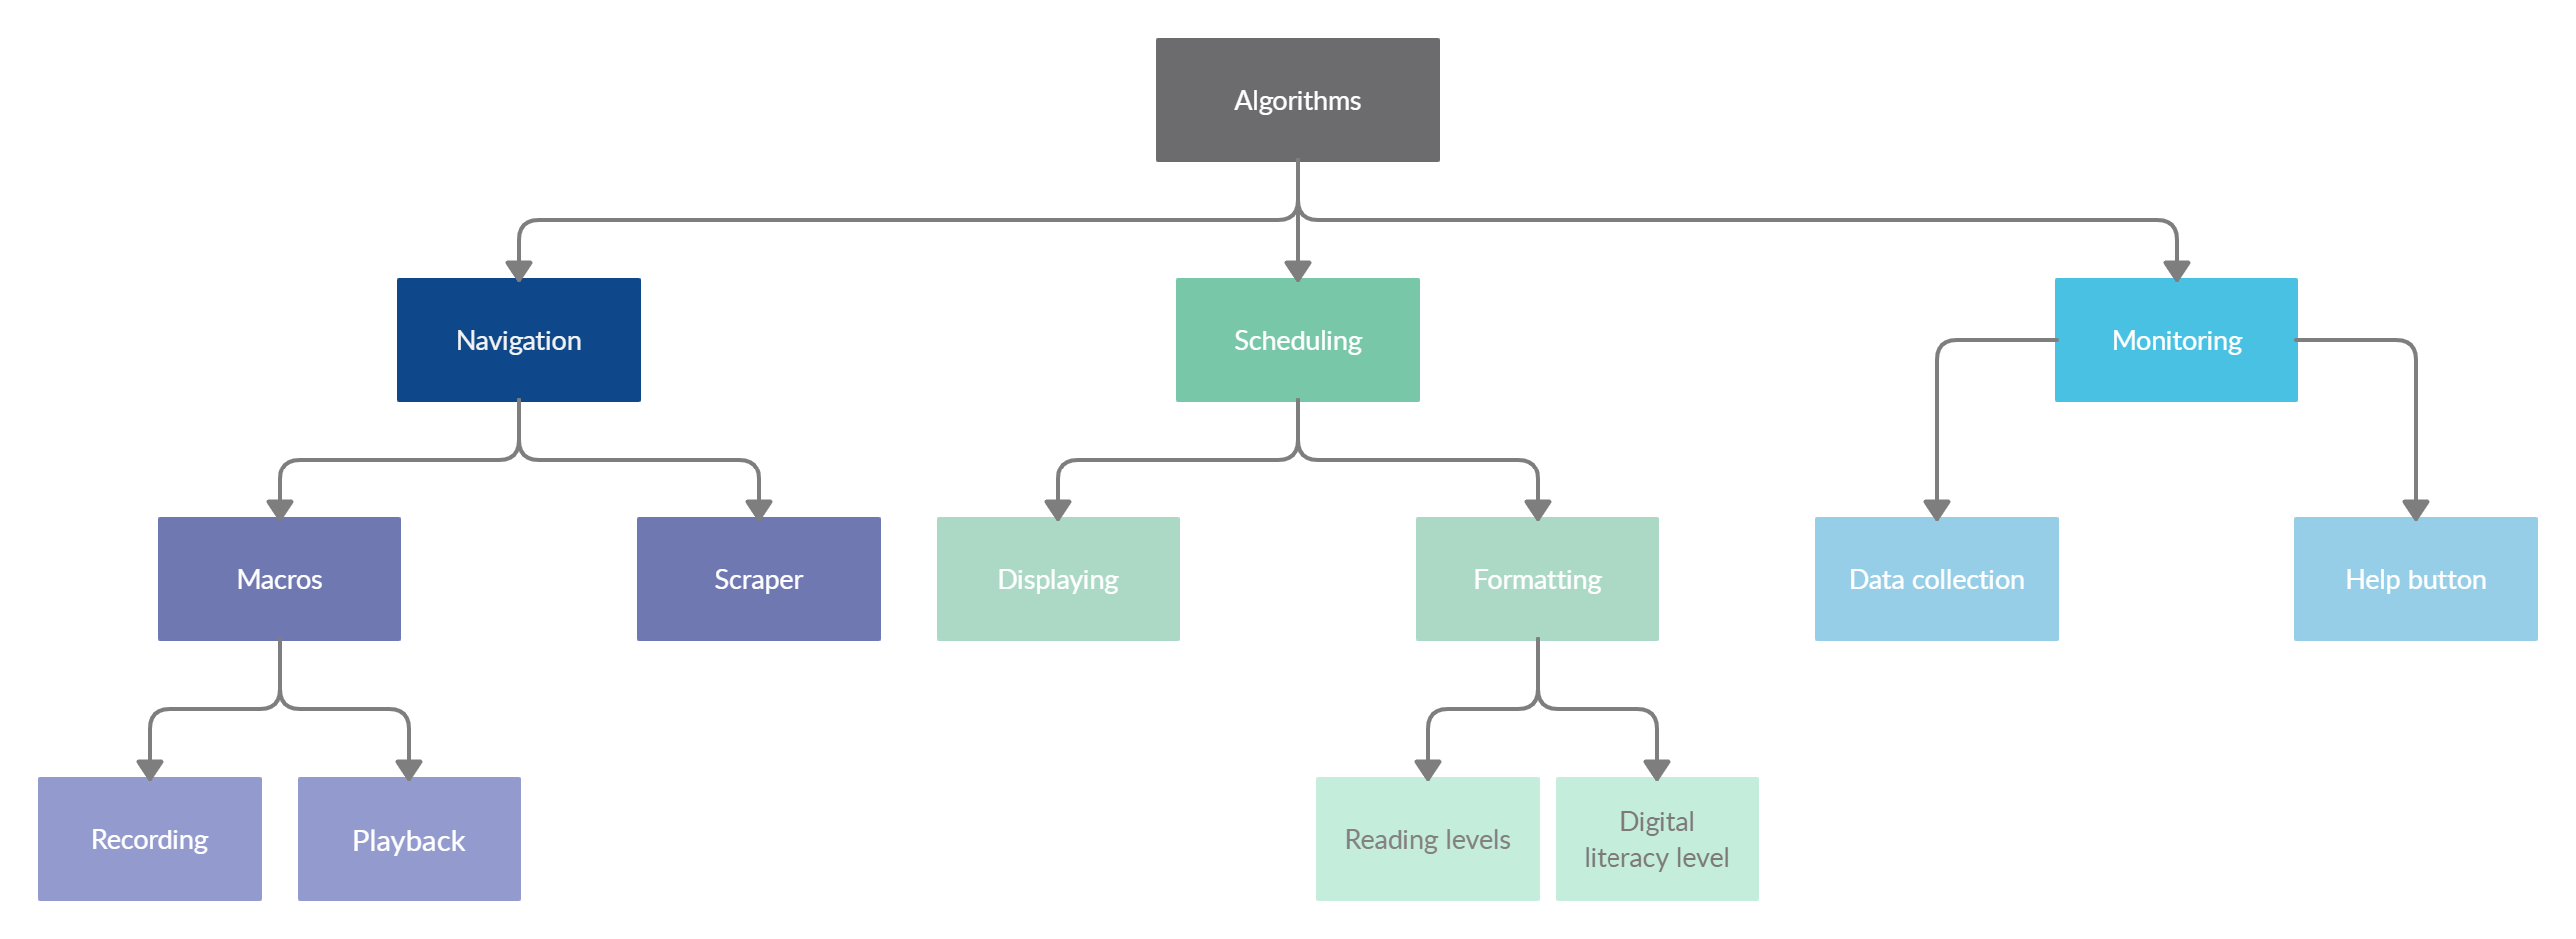 Algorithms
Navigation
Scheduling
Monitoring
Macros
Scraper
Displaying
Formatting
Data collection
Help button
Recording
Playback
Reading levels
Digital
literacy level